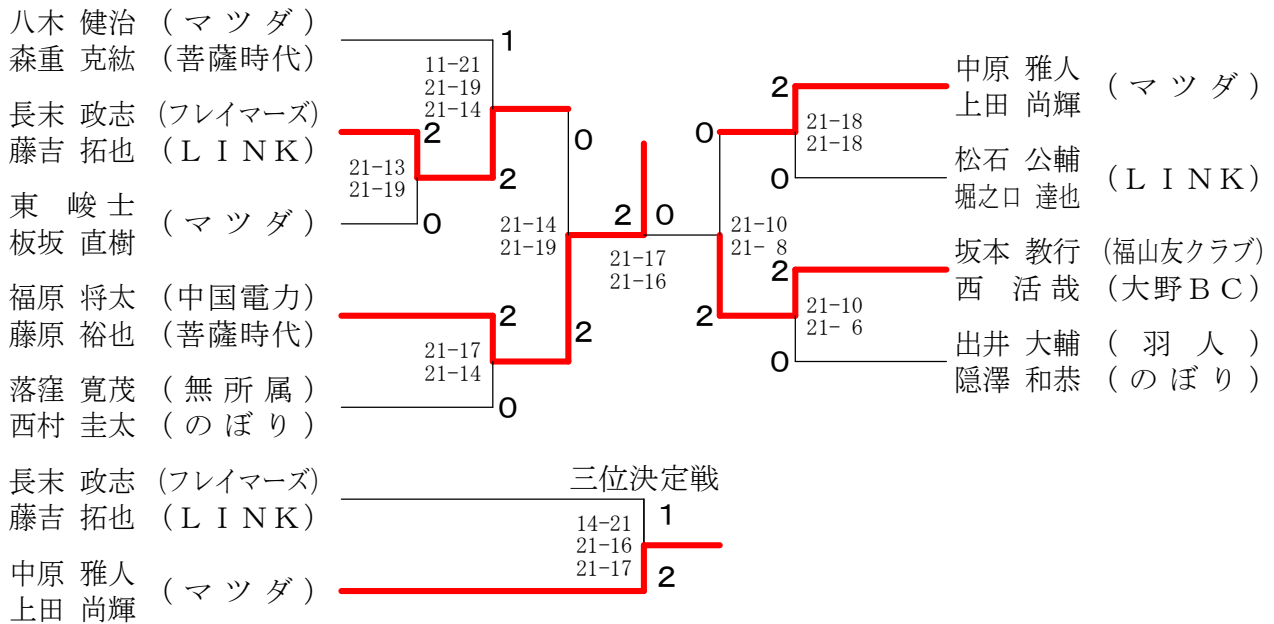 八木 健治 (マツダ)
森重 克紘 (菩薩時代)
長末 政志 (フレイマーズ)
藤吉 拓也 (LINK)
東 峻士
板坂 直樹
(マツダ)
福原 将太 (中国電力)
藤原 裕也 (菩薩時代)
落窪 寛茂 (無所属)
西村 圭太 (のぼり)
1
11-21
21-19
21-14
2
21-13
21-19
0
2
0
21-14
21-19
2
21-17
21-14
0
2
2 0
21-17
21-16
0
21-10
21- 8
2
2
21-18
21-18
0
2
21-10
21- 6
0
中原 雅人
上田 尚輝
(マツダ)
松石 公輔
堀之口 達也
(LINK)
坂本 教行 (福山友クラブ)
西 活哉 (大野BC)
出井 大輔 (羽人)
隠澤 和恭 (のぼり)
三位決定戦
長末 政志 (フレイマーズ)
藤吉 拓也 (LINK)
中原 雅人
上田 尚輝
(マツダ)
1
14-21
21-16
21-17
2